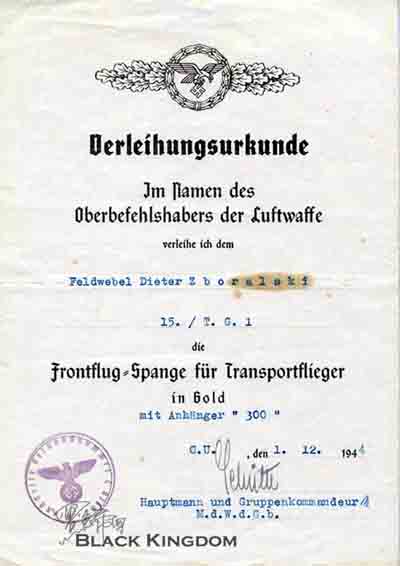 Verleihungsurkunde
Im Namen des
Oberbefehlshabers der Luftwaffe
verleihe ich dem
Feldwebel Dieter Z b o r a l s k i
15. / T. G. 1
die
Frontflug-Spange für Transportflieger
in Gold
mit Anhänger " 300 "
O.U. , den 1. 12. 1944
Hauptmann und Gruppenkommandeur
M.d.W.d.G.b.
BLACK KINGDOM